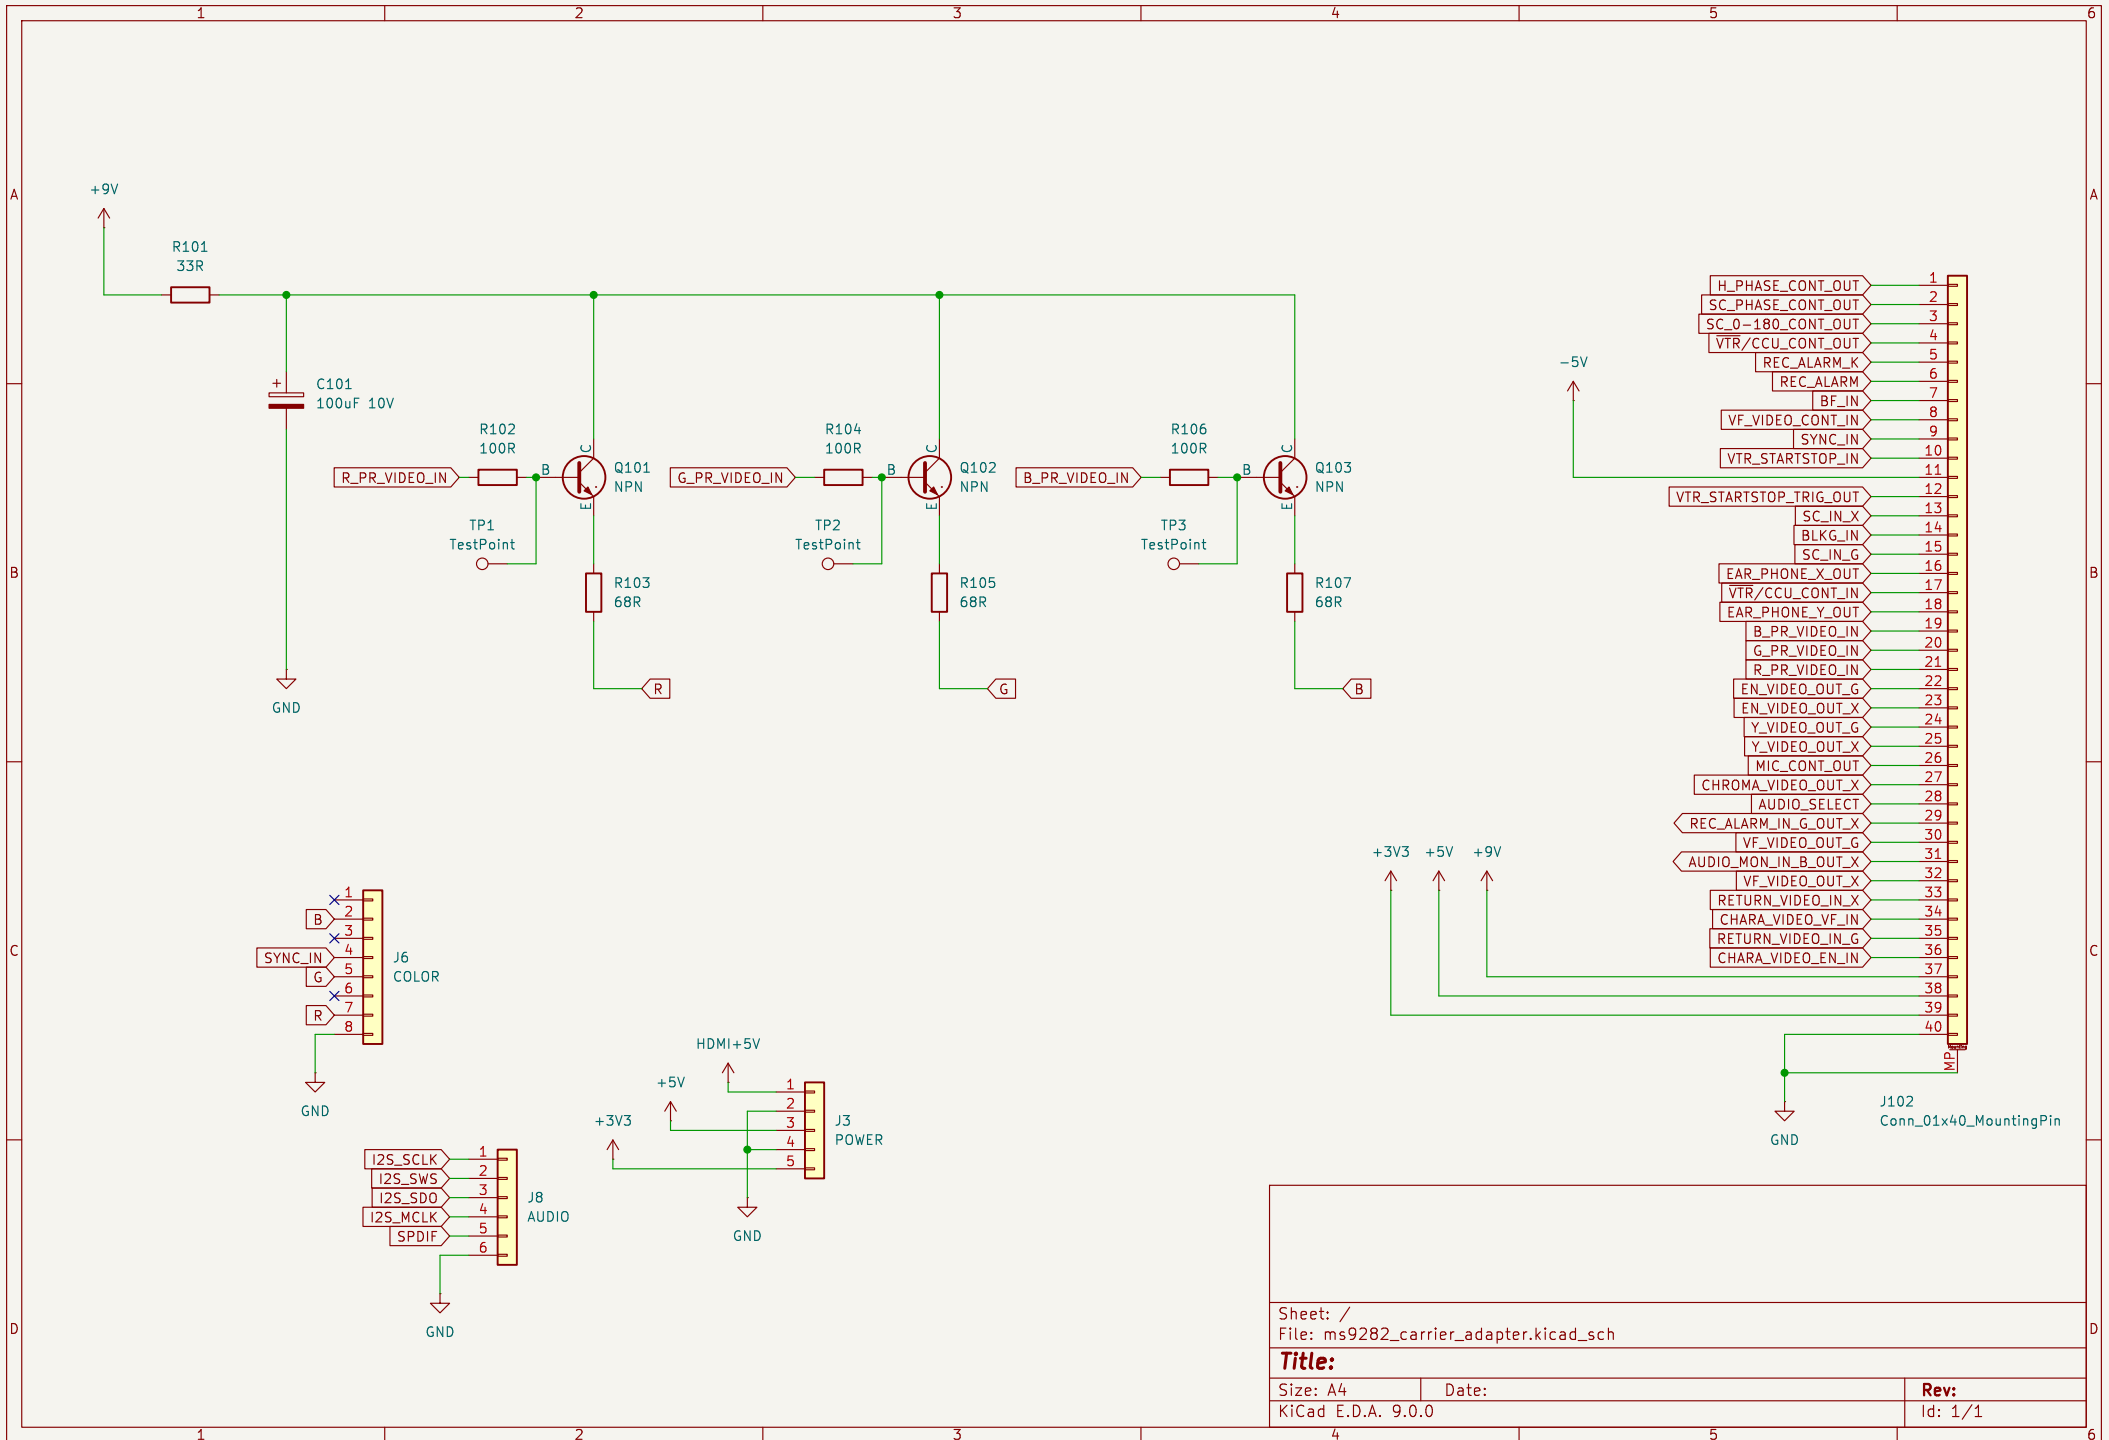 1 2 3 4 5 6
A A
+9V
R101
33R
C101
100uF 10V
GND
R102
100R
R_PR_VIDEO_IN
B
C
E
Q101
NPN
TP1
TestPoint
R103
68R
R
R104
100R
G_PR_VIDEO_IN
B
C
E
Q102
NPN
TP2
TestPoint
R105
68R
G
R106
100R
B_PR_VIDEO_IN
B
C
E
Q103
NPN
TP3
TestPoint
R107
68R
B
B B
-5V
H_PHASE_CONT_OUT 1
SC_PHASE_CONT_OUT 2
SC_0-180_CONT_OUT 3
VTR/CCU_CONT_OUT 4
REC_ALARM_K 5
REC_ALARM 6
BF_IN 7
VF_VIDEO_CONT_IN 8
SYNC_IN 9
VTR_STARTSTOP_IN 10
11
VTR_STARTSTOP_TRIG_OUT 12
SC_IN_X 13
BLKG_IN 14
SC_IN_G 15
EAR_PHONE_X_OUT 16
VTR/CCU_CONT_IN 17
EAR_PHONE_Y_OUT 18
B_PR_VIDEO_IN 19
G_PR_VIDEO_IN 20
R_PR_VIDEO_IN 21
EN_VIDEO_OUT_G 22
EN_VIDEO_OUT_X 23
Y_VIDEO_OUT_G 24
Y_VIDEO_OUT_X 25
MIC_CONT_OUT 26
CHROMA_VIDEO_OUT_X 27
AUDIO_SELECT 28
REC_ALARM_IN_G_OUT_X 29
VF_VIDEO_OUT_G 30
AUDIO_MON_IN_B_OUT_X 31
VF_VIDEO_OUT_X 32
RETURN_VIDEO_IN_X 33
CHARA_VIDEO_VF_IN 34
RETURN_VIDEO_IN_G 35
CHARA_VIDEO_EN_IN 36
37
38
39
40
MP
+3V3 +5V +9V
GND
J102
Conn_01x40_MountingPin
C C
1
B 2
3
SYNC_IN 4
G 5
6
R 7
8
J6
COLOR
GND
HDMI+5V
+5V
+3V3
1
2
3
4
5
J3
POWER
GND
I2S_SCLK 1
I2S_SWS 2
I2S_SDO 3
I2S_MCLK 4
SPDIF 5
6
J8
AUDIO
GND
D D
Sheet: /
File: ms9282_carrier_adapter.kicad_sch
Title:
Size: A4 Date: Rev:
KiCad E.D.A. 9.0.0 Id: 1/1
1 2 3 4 5 6